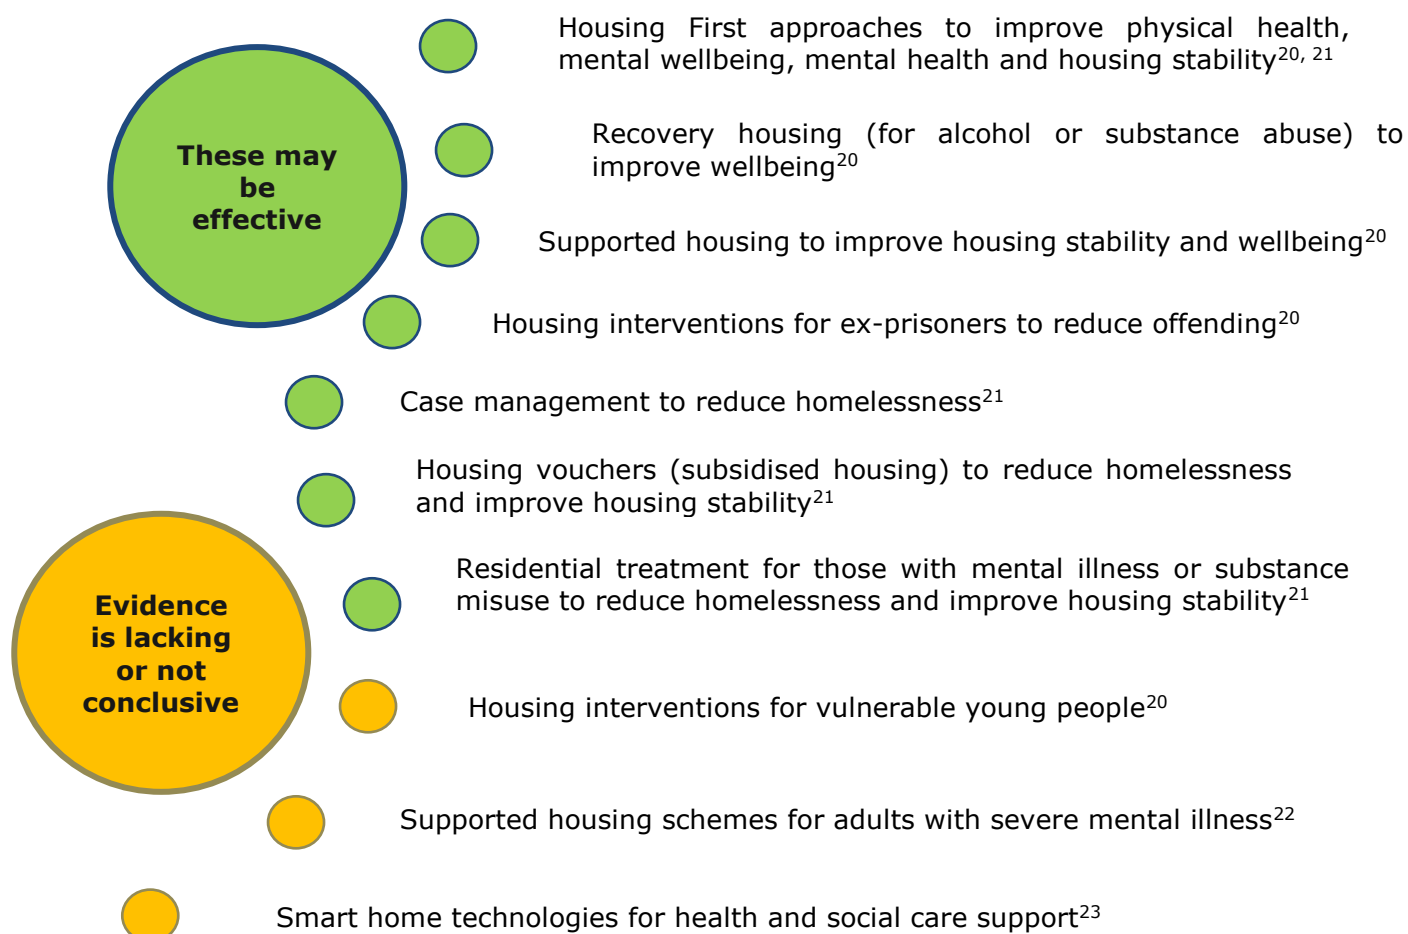 Housing First approaches to improve physical health,
mental wellbeing, mental health and housing stability20, 21
Recovery housing (for alcohol or substance abuse) to
improve wellbeing20
These may
be
effective
Supported housing to improve housing stability and wellbeing20
Housing interventions for ex-prisoners to reduce offending20
Case management to reduce homelessness21
Housing vouchers (subsidised housing) to reduce homelessness
and improve housing stability21
Residential treatment for those with mental illness or substance
misuse to reduce homelessness and improve housing stability21
Evidence
is lacking
or not
conclusive
Housing interventions for vulnerable young people20
Supported housing schemes for adults with severe mental illness22
Smart home technologies for health and social care support23